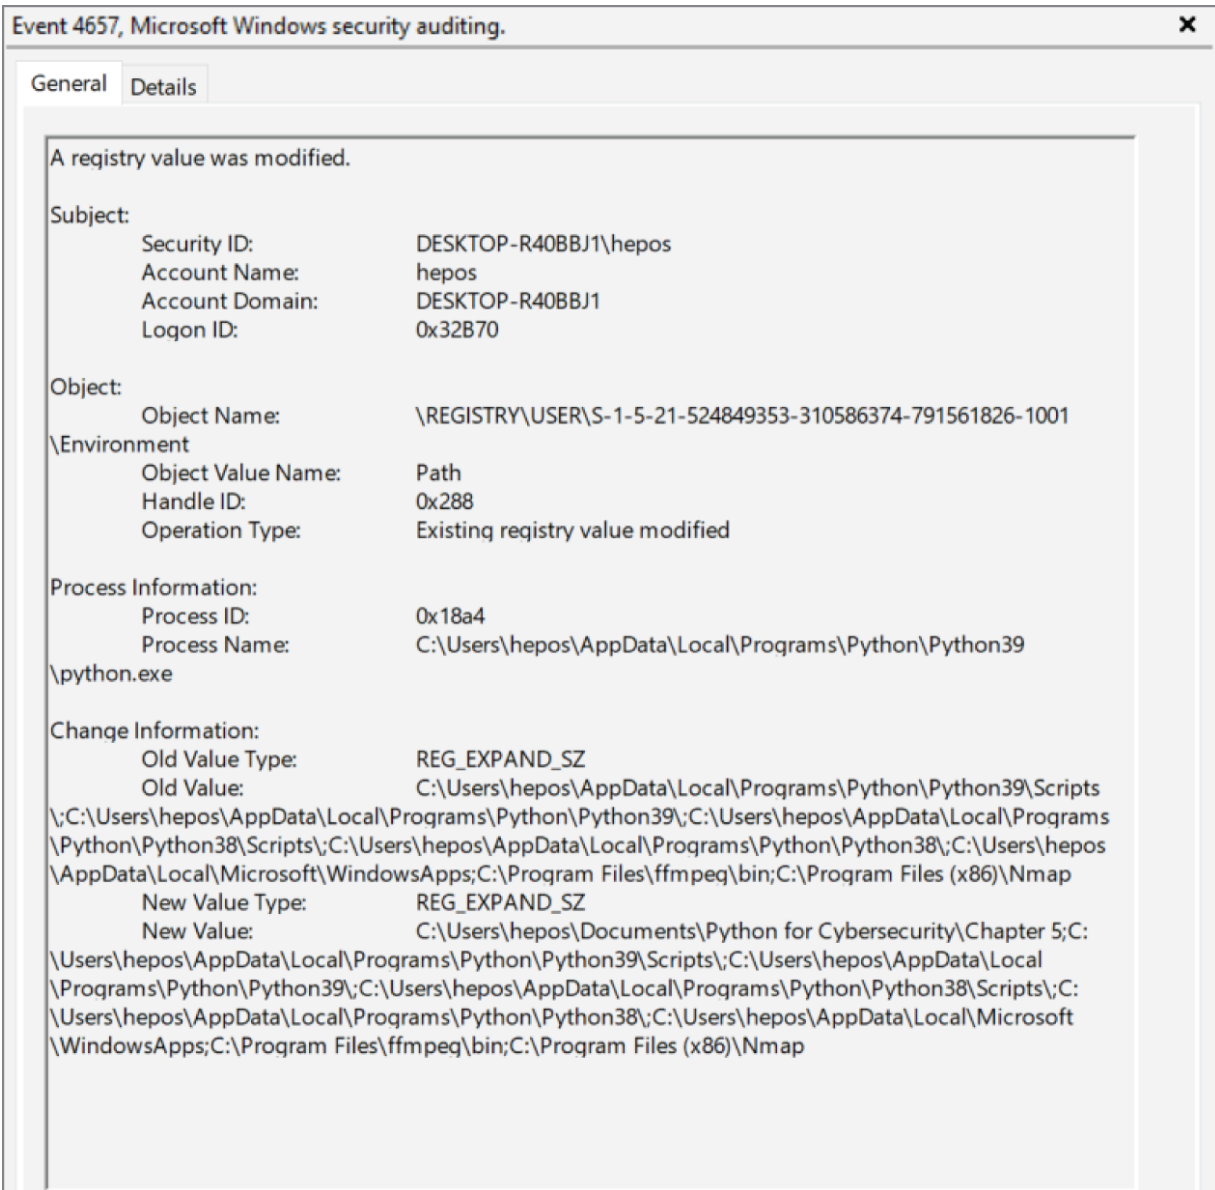 Event 4657, Microsoft Windows security auditing.
General Details
A registry value was modified.
Subject:
Security ID: DESKTOP-R40BBJ1\hepos
Account Name: hepos
Account Domain: DESKTOP-R40BBJ1
Logon ID: 0x32B70
Object:
Object Name: \REGISTRY\USER\S-1-5-21-524849353-310586374-791561826-1001
\Environment
Object Value Name: Path
Handle ID: 0x288
Operation Type: Existing registry value modified
Process Information:
Process ID: 0x18a4
Process Name: C:\Users\hepos\AppData\Local\Programs\Python\Python39
\python.exe
Change Information:
Old Value Type: REG_EXPAND_SZ
Old Value: C:\Users\hepos\AppData\Local\Programs\Python\Python39\Scripts
\;C:\Users\hepos\AppData\Local\Programs\Python\Python39\;C:\Users\hepos\AppData\Local\Programs
\Python\Python38\Scripts\;C:\Users\hepos\AppData\Local\Programs\Python\Python38\;C:\Users\hepos
\AppData\Local\Microsoft\WindowsApps;C:\Program Files\ffmpeg\bin;C:\Program Files (x86)\Nmap
New Value Type: REG_EXPAND_SZ
New Value: C:\Users\hepos\Documents\Python for Cybersecurity\Chapter 5;C:
\Users\hepos\AppData\Local\Programs\Python\Python39\Scripts\;C:\Users\hepos\AppData\Local
\Programs\Python\Python39\;C:\Users\hepos\AppData\Local\Programs\Python\Python38\Scripts\;C:
\Users\hepos\AppData\Local\Programs\Python\Python38\;C:\Users\hepos\AppData\Local\Microsoft
\WindowsApps;C:\Program Files\ffmpeg\bin;C:\Program Files (x86)\Nmap